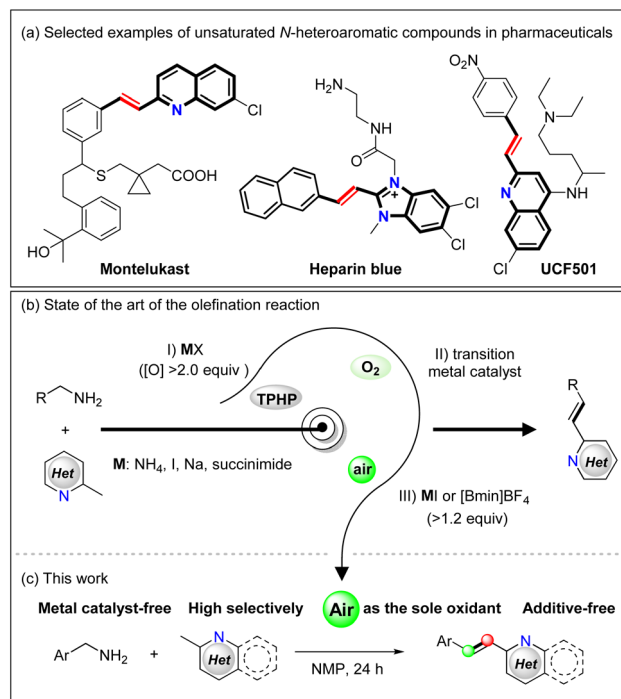 (a) Selected examples of unsaturated N-heteroaromatic compounds in pharmaceuticals
N
Cl
S
COOH
HO
Montelukast
H2N
NH
O
N
+
N
Cl
Cl
Heparin blue
O2N
N
N
HN
Cl
UCF501
(b) State of the art of the olefination reaction
I) MX
([O] >2.0 equiv )
TPHP
O2
II) transition
metal catalyst
R NH2
+
Het
N
M: NH4, I, Na, succinimide
air
III) MI or [Bmin]BF4
(>1.2 equiv)
R
N Het
(c) This work
Metal catalyst-free High selectively Air as the sole oxidant Additive-free
Ar NH2 + N Het
NMP, 24 h
Ar N Het